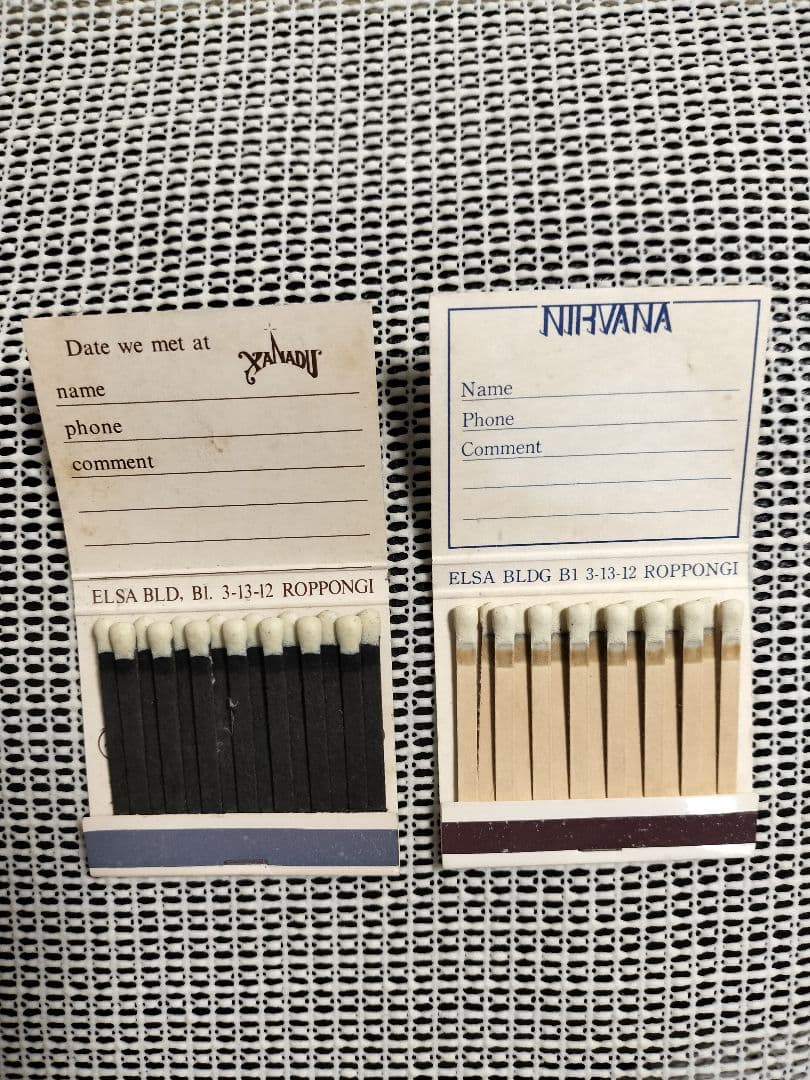 Date we met at XANADU
name
phone
comment
ELSA BLD, B1. 3-13-12 ROPPONGI
NIRVANA
Name
Phone
Comment
ELSA BLDG B1 3-13-12 ROPPONGI